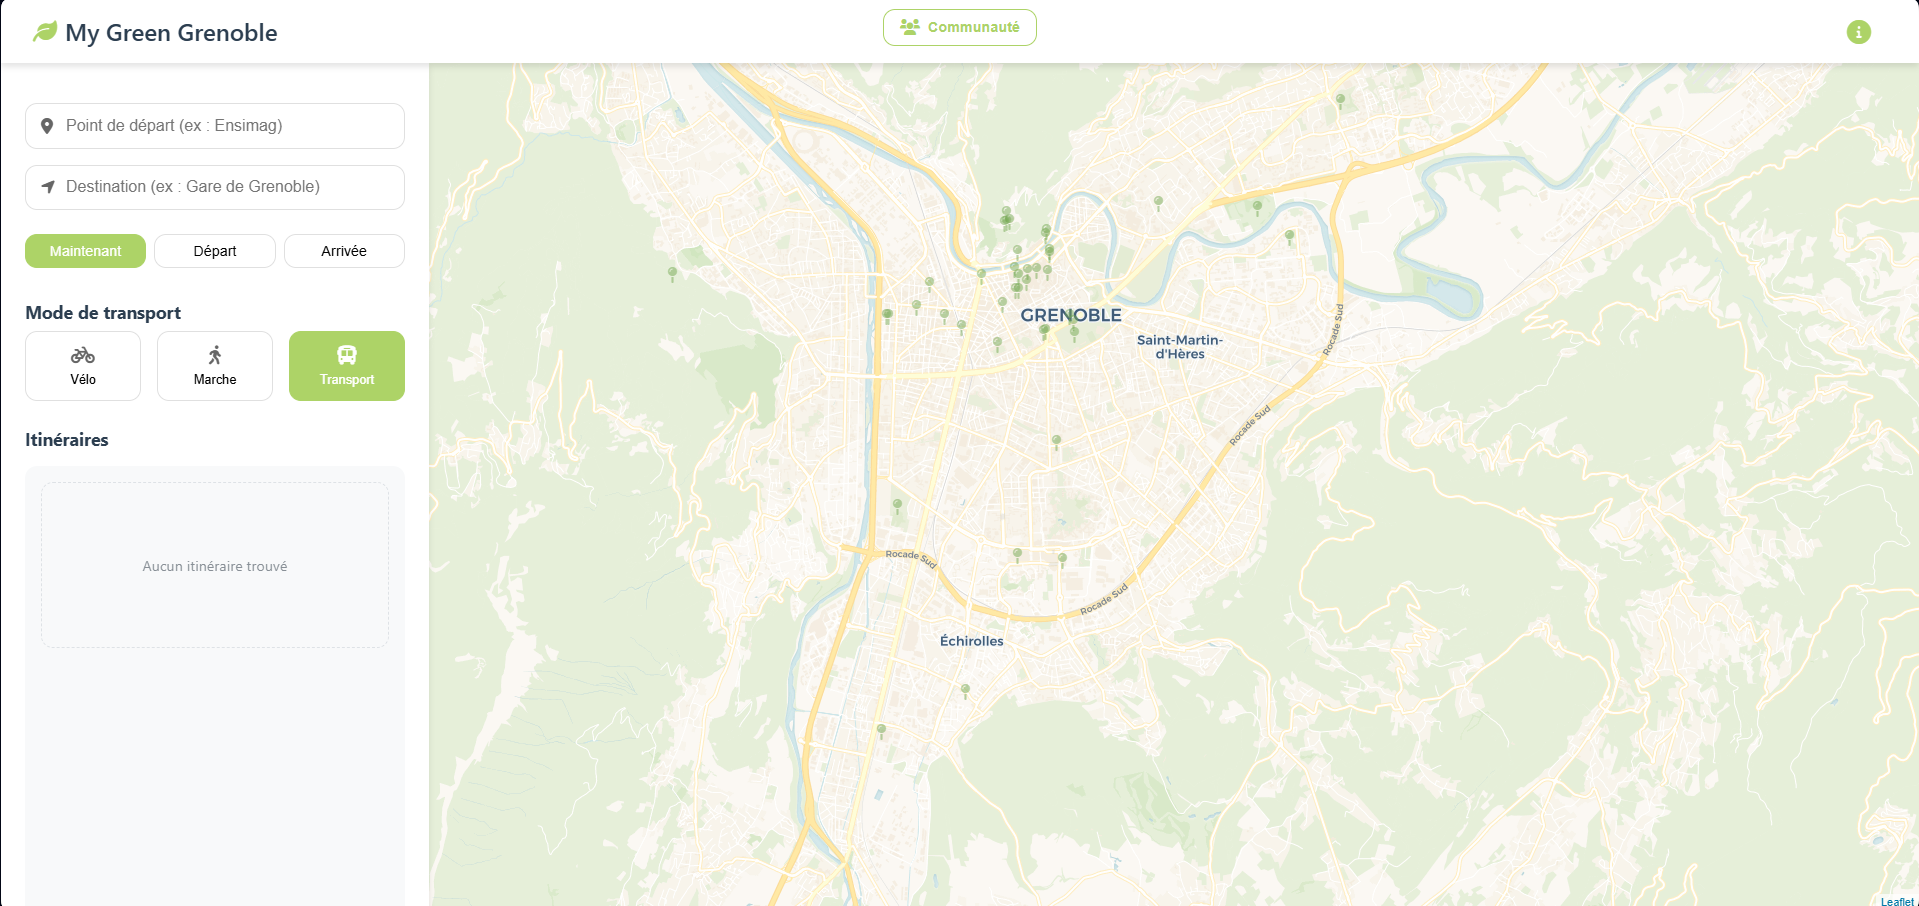 My Green Grenoble
Communauté
Point de départ (ex : Ensimag)
Destination (ex : Gare de Grenoble)
Maintenant
Départ
Arrivée
Mode de transport
Vélo
Marche
Transport
Itinéraires
Aucun itinéraire trouvé
GRENOBLE
Saint-Martin-
d'Hères
Rocade Sud
Rocade Sud
Rocade Sud
Rocade Sud
Échirolles
Leaflet